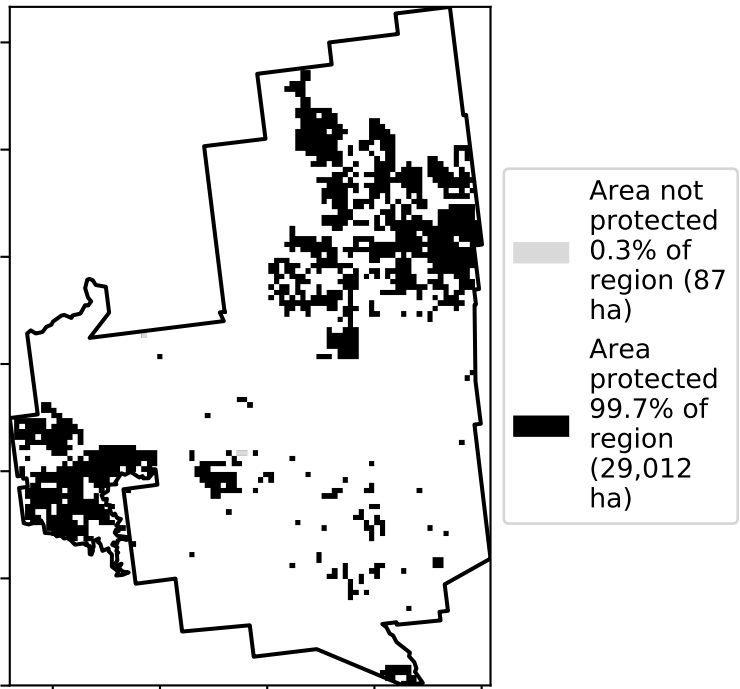 Area not
protected
0.3% of
region (87
ha)
Area
protected
99.7% of
region
(29,012
ha)